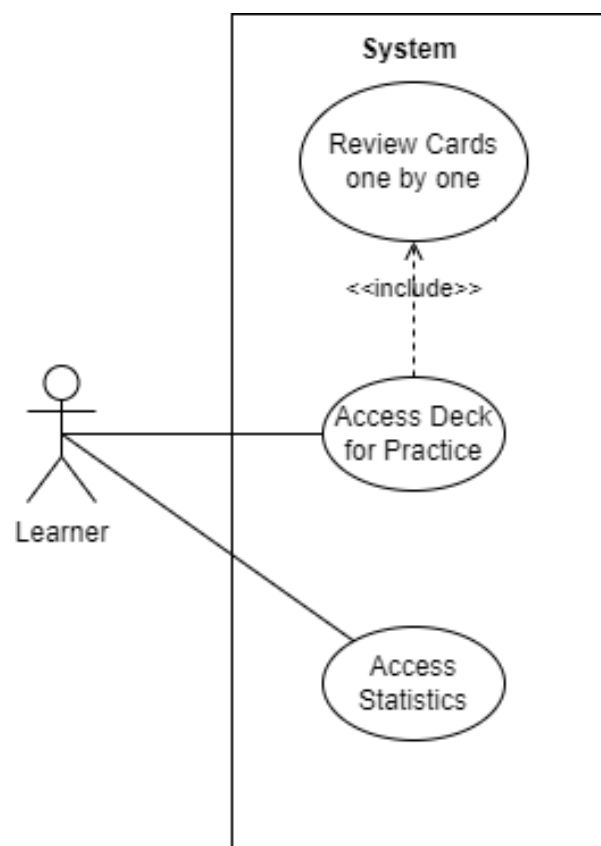 System
Review Cards
one by one
<<include>>
Access Deck
for Practice
Learner
Access
Statistics